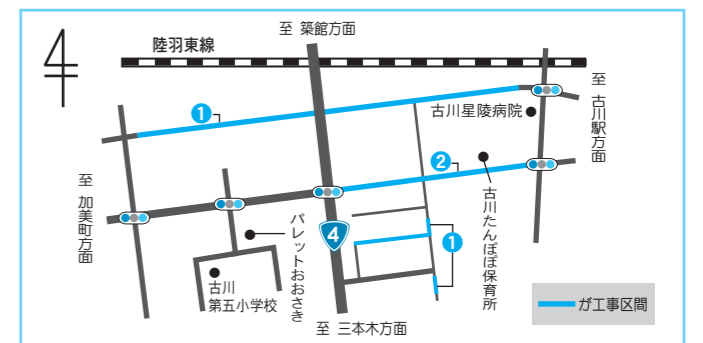 至 築館方面
陸羽東線
至 古川駅方面
❶
古川星陵病院
❷
至 加美町方面
4
パレットおおさき
❶
古川たんぽぽ保育所
古川
第五小学校
が工事区間
至 三本木方面